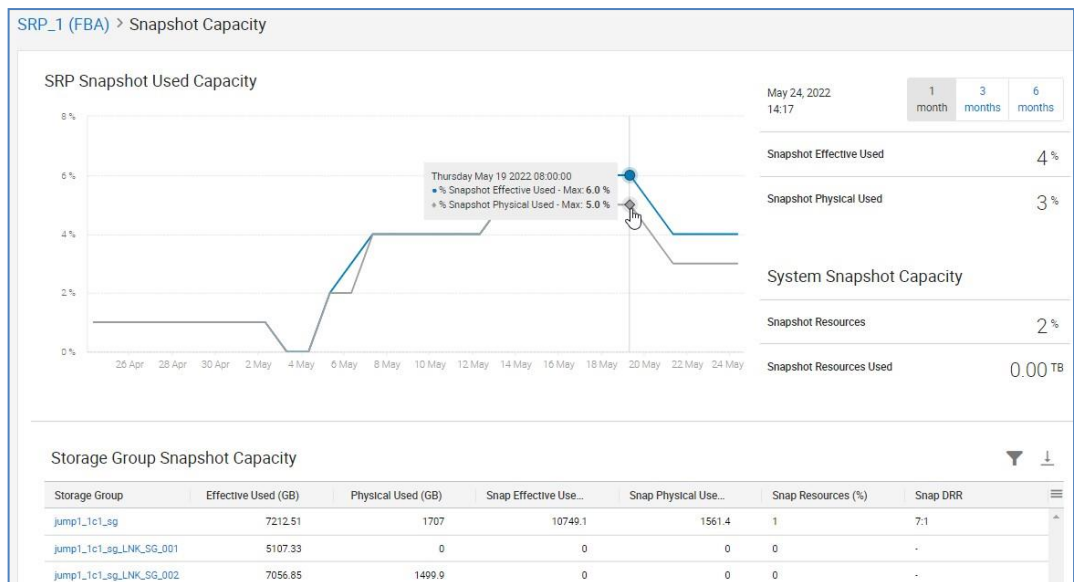 SRP_1 (FBA) > Snapshot Capacity
SRP Snapshot Used Capacity
8 %
6 %
4 %
2 %
0 %
Thursday May 19 2022 08:00:00
% Snapshot Effective Used - Max: 6.0 %
% Snapshot Physical Used - Max: 5.0 %
26 Apr 28 Apr 30 Apr 2 May 4 May 6 May 8 May 10 May 12 May 14 May 16 May 18 May 20 May 22 May 24 May
May 24, 2022
14:17
1 month
3 months
6 months
Snapshot Effective Used 4 %
Snapshot Physical Used 3 %
System Snapshot Capacity
Snapshot Resources 2 %
Snapshot Resources Used 0.00 TB
Storage Group Snapshot Capacity
Storage Group Effective Used (GB) Physical Used (GB) Snap Effective Use... Snap Physical Use... Snap Resources (%) Snap DRR
jump1_1c1_sg 7212.51 1707 10749.1 1561.4 1 7:1
jump1_1c1_sg_LNK_SG_001 5107.33 0 0 0 0 -
jump1_1c1_sg_LNK_SG_002 7056.85 1499.9 0 0 0 -